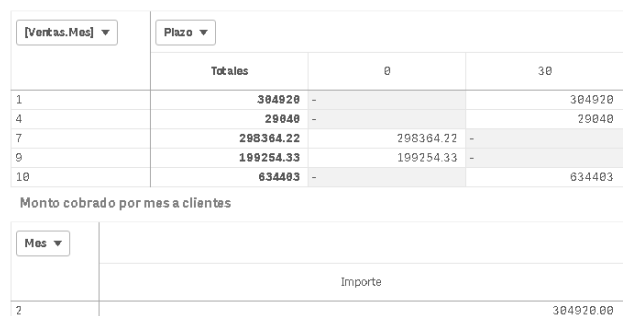 [Ventas.Mes] Plazo
Totales 0 30
1 304920 - 304920
4 29040 - 29040
7 298364.22 298364.22 -
9 199254.33 199254.33 -
10 634403 - 634403
Monto cobrado por mes a clientes
Mes
Importe
2 304920.00